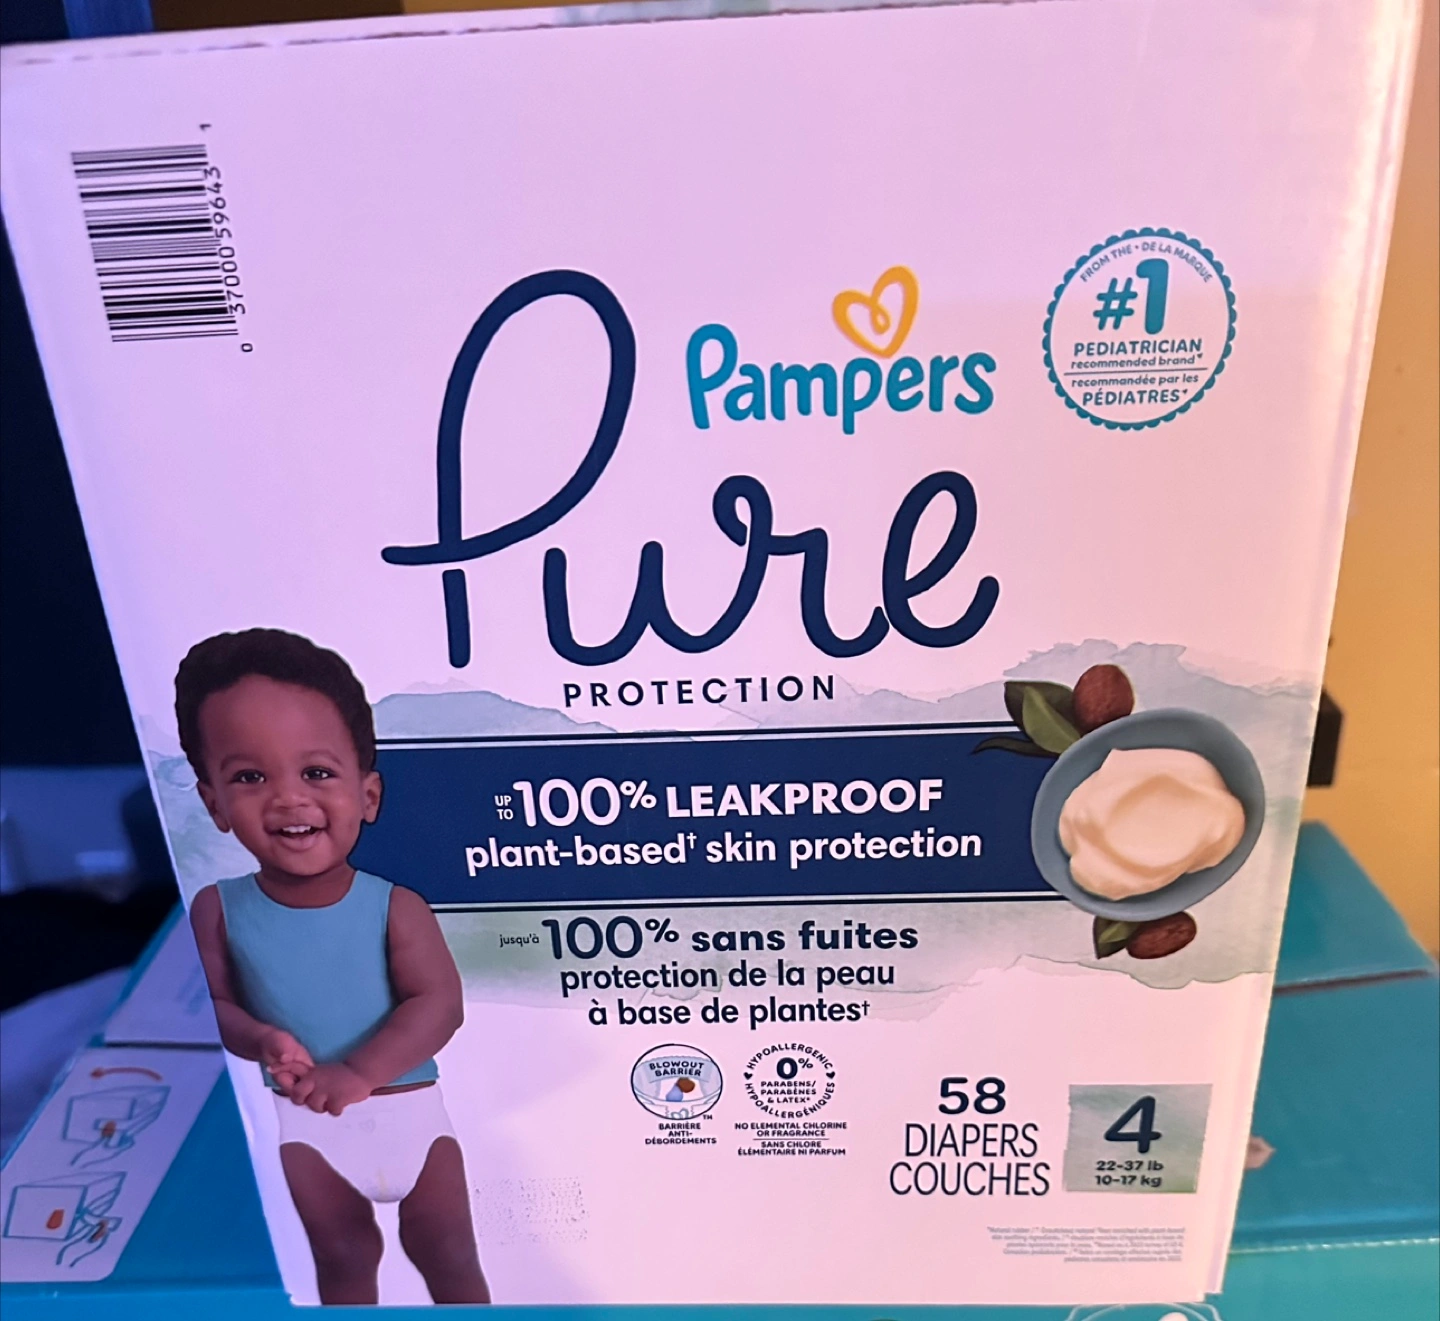 0 37000 59643 1
FROM THE • DE LA MARQUE
#1
PEDIATRICIAN
recommended brand*
recommandée par les
PÉDIATRES*
Pampers
Pure
PROTECTION
UP TO 100% LEAKPROOF
plant-based† skin protection
jusqu'à 100% sans fuites
protection de la peau
à base de plantes†
BLOWOUT
BARRIER
TM
BARRIÈRE
ANTI-
DÉBORDEMENTS
HYPOALLERGENIC
0%
PARABENS/
PARABÈNES
& LATEX*
HYPOALLERGÉNIQUES
NO ELEMENTAL CHLORINE
OR FRAGRANCE
SANS CHLORE
ÉLÉMENTAIRE NI PARFUM
58
DIAPERS
COUCHES
4
22-37 lb
10-17 kg